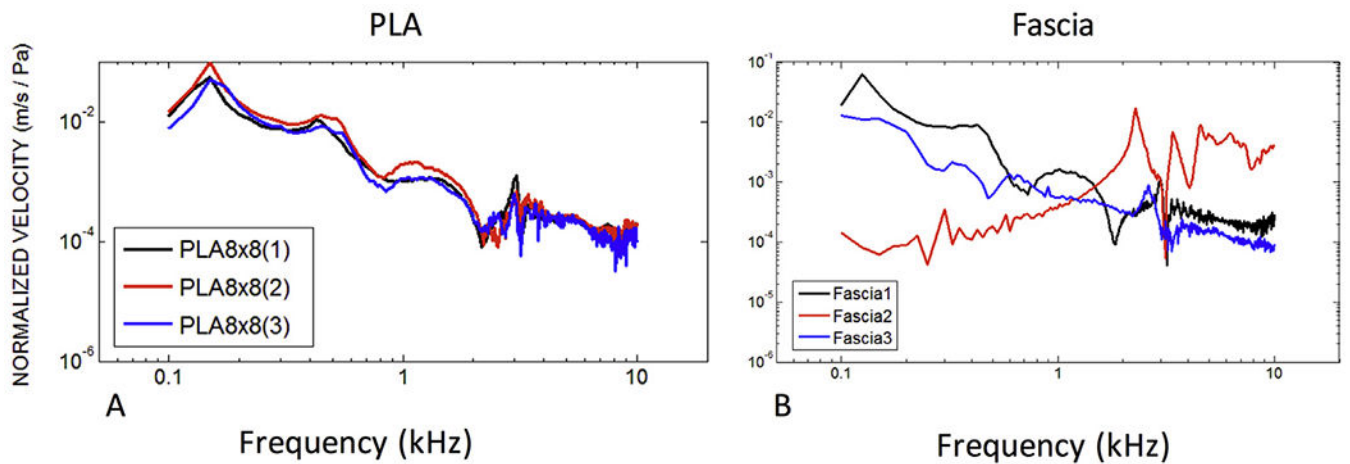 PLA
Fascia
NORMALIZED VELOCITY (m/s / Pa)
10⁻²
10⁻⁴
10⁻⁶
PLA8x8(1)
PLA8x8(2)
PLA8x8(3)
0.1
1
10
A
Frequency (kHz)
10⁻¹
10⁻²
10⁻³
10⁻⁴
10⁻⁵
10⁻⁶
Fascia1
Fascia2
Fascia3
0.1
1
10
B
Frequency (kHz)